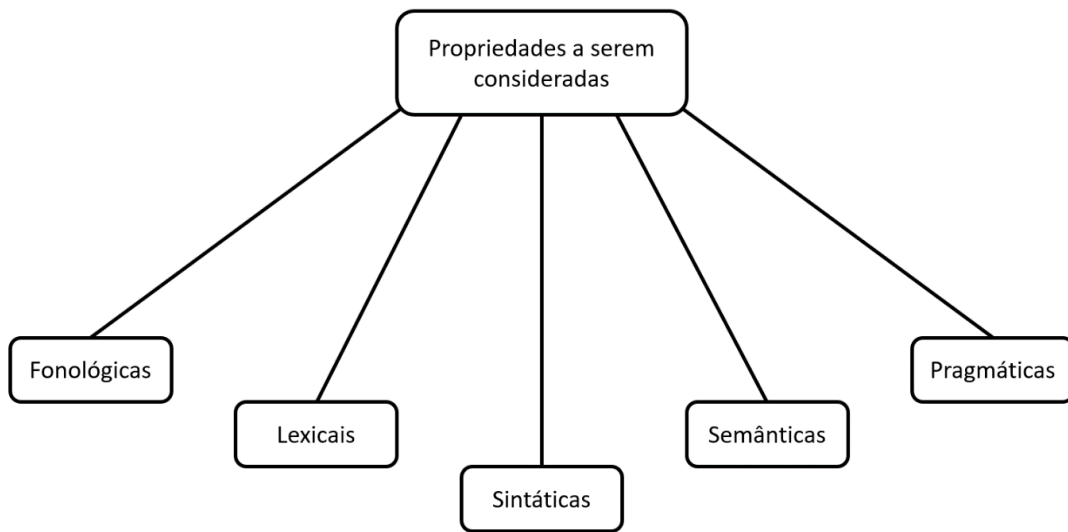 Propriedades a serem
consideradas
Fonológicas
Lexicais
Sintáticas
Semânticas
Pragmáticas